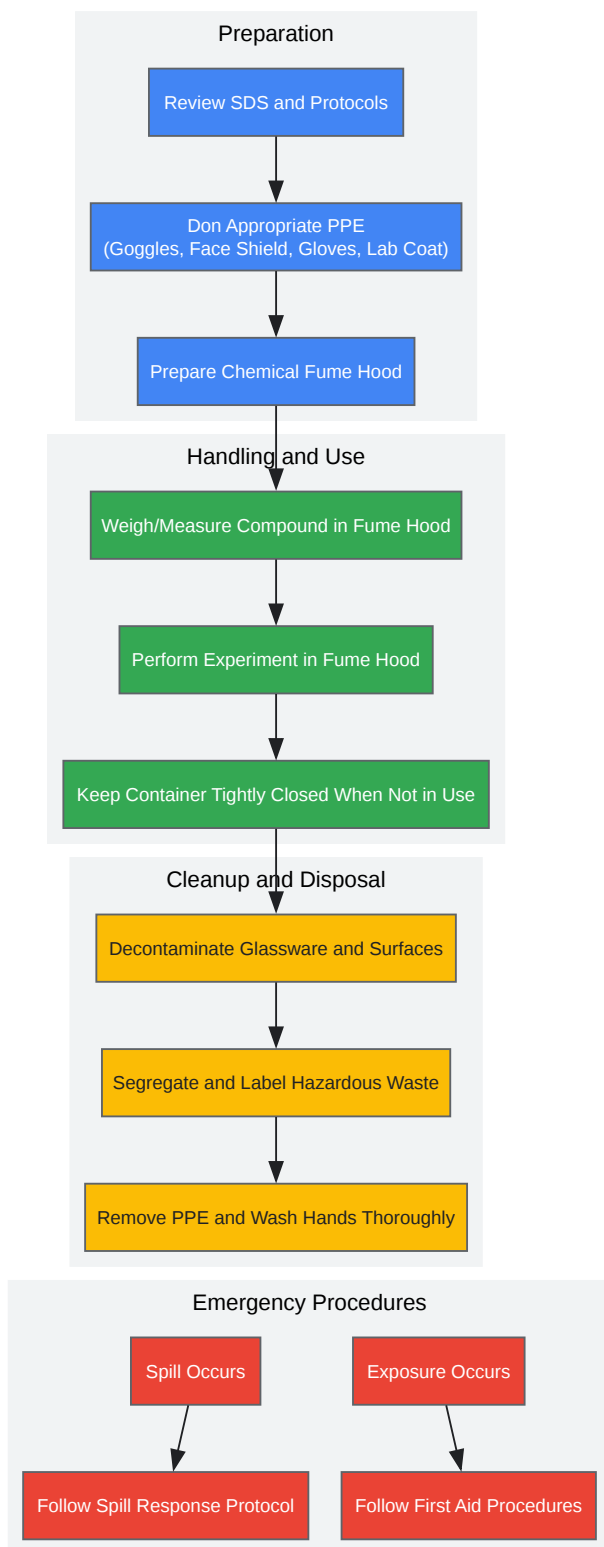 Preparation
Review SDS and Protocols
Don Appropriate PPE
(Goggles, Face Shield, Gloves, Lab Coat)
Prepare Chemical Fume Hood
Handling and Use
Weigh/Measure Compound in Fume Hood
Perform Experiment in Fume Hood
Keep Container Tightly Closed When Not in Use
Cleanup and Disposal
Decontaminate Glassware and Surfaces
Segregate and Label Hazardous Waste
Remove PPE and Wash Hands Thoroughly
Emergency Procedures
Spill Occurs
Exposure Occurs
Follow Spill Response Protocol
Follow First Aid Procedures